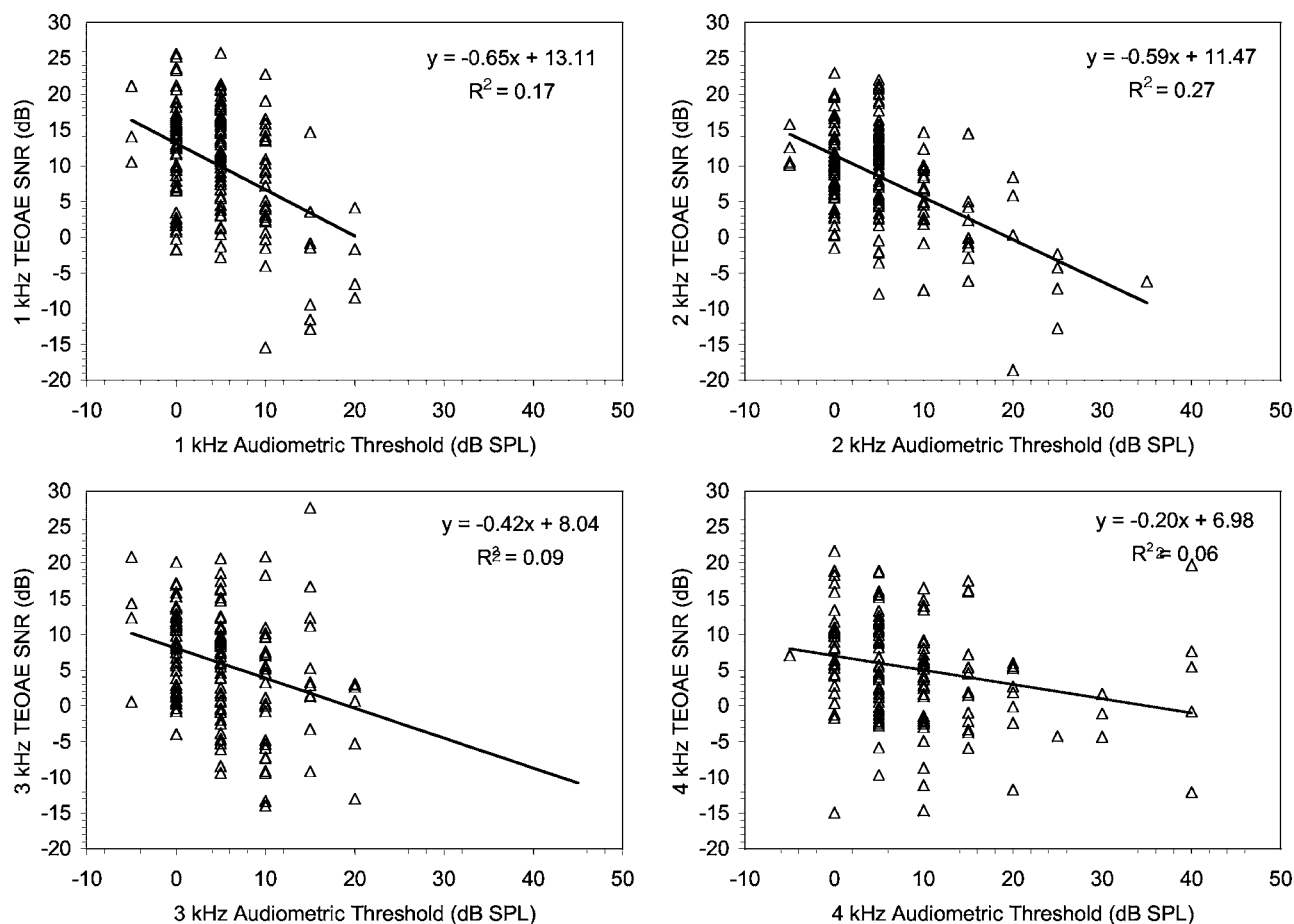 30
25
20
15
10
5
0
-5
-10
-15
-20
1 kHz TEOAE SNR (dB)
y = -0.65x + 13.11
R2 = 0.17
-10 0 10 20 30 40 50
1 kHz Audiometric Threshold (dB SPL)
30
25
20
15
10
5
0
-5
-10
-15
-20
2 kHz TEOAE SNR (dB)
y = -0.59x + 11.47
R2 = 0.27
-10 0 10 20 30 40 50
2 kHz Audiometric Threshold (dB SPL)
30
25
20
15
10
5
0
-5
-10
-15
-20
3 kHz TEOAE SNR (dB)
y = -0.42x + 8.04
R2 = 0.09
-10 0 10 20 30 40 50
3 kHz Audiometric Threshold (dB SPL)
30
25
20
15
10
5
0
-5
-10
-15
-20
4 kHz TEOAE SNR (dB)
y = -0.20x + 6.98
R2 = 0.06
-10 0 10 20 30 40 50
4 kHz Audiometric Threshold (dB SPL)